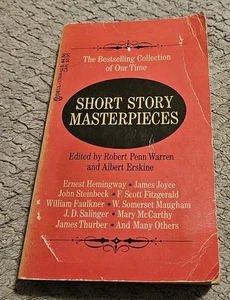 The Bestselling Collection
of Our Time
SHORT STORY
MASTERPIECES
Edited by Robert Penn Warren
and Albert Erskine
Ernest Hemingway • James Joyce
John Steinbeck • F. Scott Fitzgerald
William Faulkner • W. Somerset Maugham
J. D. Salinger • Mary McCarthy
James Thurber • And Many Others